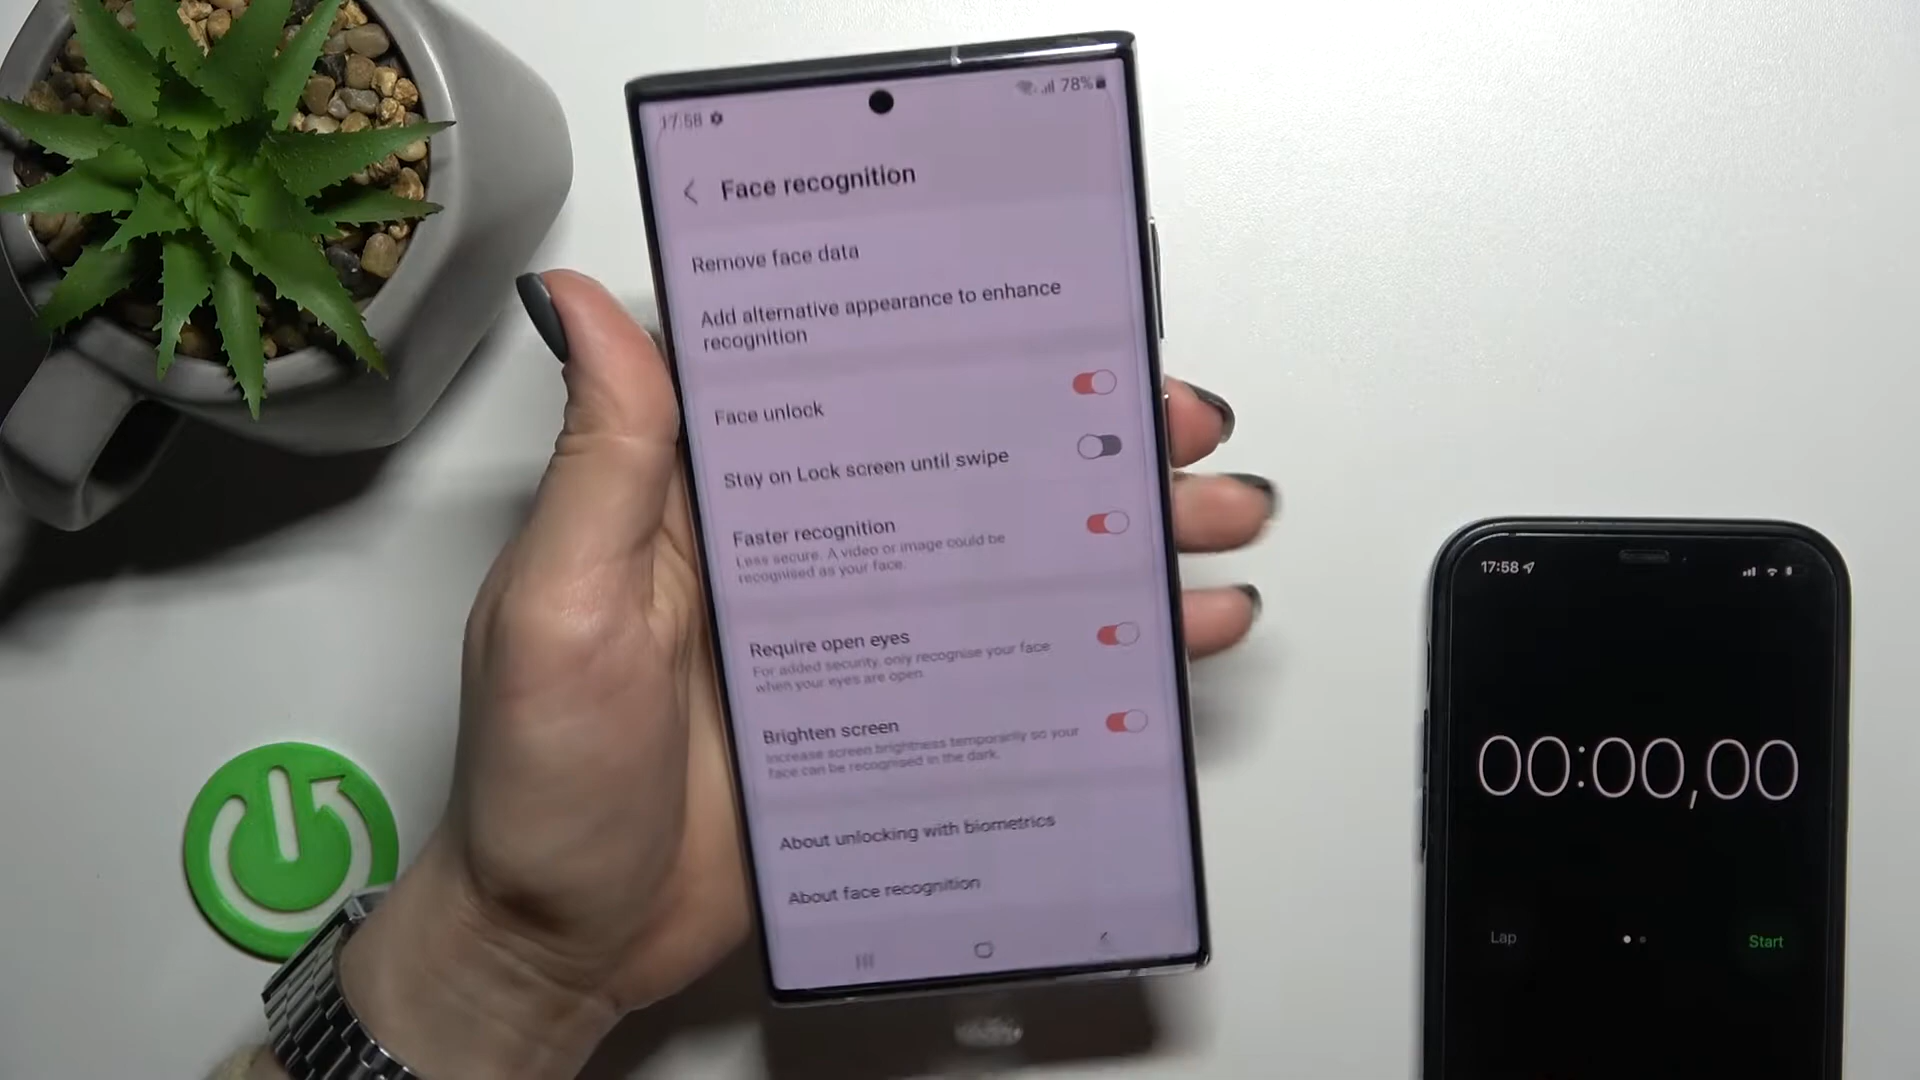 17:58
78%
Face recognition
Remove face data
Add alternative appearance to enhance
recognition
Face unlock
Stay on Lock screen until swipe
Faster recognition
Less secure. A video or image could be
recognised as your face.
Require open eyes
For added security, only recognise your face
when your eyes are open.
Brighten screen
Increase screen brightness temporarily so your
face can be recognised in the dark.
About unlocking with biometrics
About face recognition
17:58
00:00,00
Lap
Start